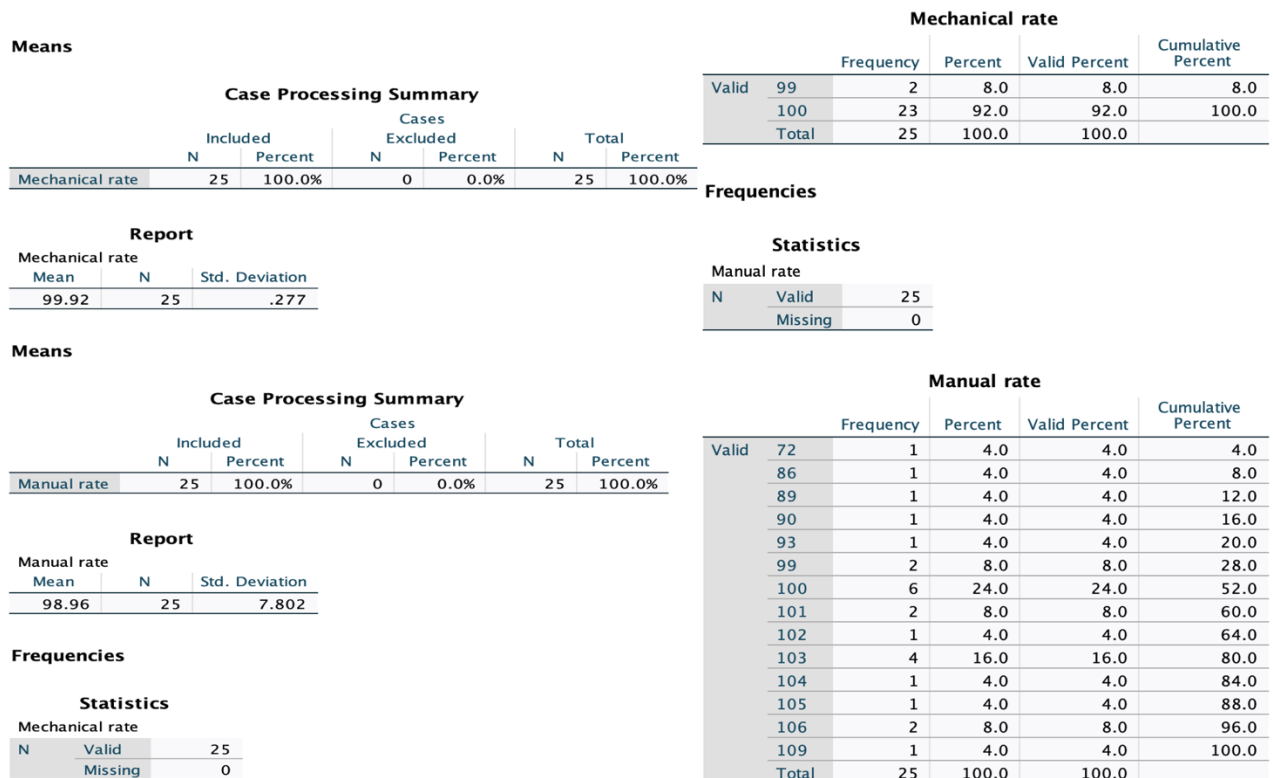 Means
Case Processing Summary
Cases
Included Excluded Total
N Percent N Percent N Percent
Mechanical rate 25 100.0% 0 0.0% 25 100.0%
Report
Mechanical rate
Mean N Std. Deviation
99.92 25 .277
Means
Case Processing Summary
Cases
Included Excluded Total
N Percent N Percent N Percent
Manual rate 25 100.0% 0 0.0% 25 100.0%
Report
Manual rate
Mean N Std. Deviation
98.96 25 7.802
Frequencies
Statistics
Mechanical rate
N Valid 25
Missing 0
Mechanical rate
Frequency Percent Valid Percent Cumulative Percent
Valid 99 2 8.0 8.0 8.0
100 23 92.0 92.0 100.0
Total 25 100.0 100.0
Frequencies
Statistics
Manual rate
N Valid 25
Missing 0
Manual rate
Frequency Percent Valid Percent Cumulative Percent
Valid 72 1 4.0 4.0 4.0
86 1 4.0 4.0 8.0
89 1 4.0 4.0 12.0
90 1 4.0 4.0 16.0
93 1 4.0 4.0 20.0
99 2 8.0 8.0 28.0
100 6 24.0 24.0 52.0
101 2 8.0 8.0 60.0
102 1 4.0 4.0 64.0
103 4 16.0 16.0 80.0
104 1 4.0 4.0 84.0
105 1 4.0 4.0 88.0
106 2 8.0 8.0 96.0
109 1 4.0 4.0 100.0
Total 25 100.0 100.0